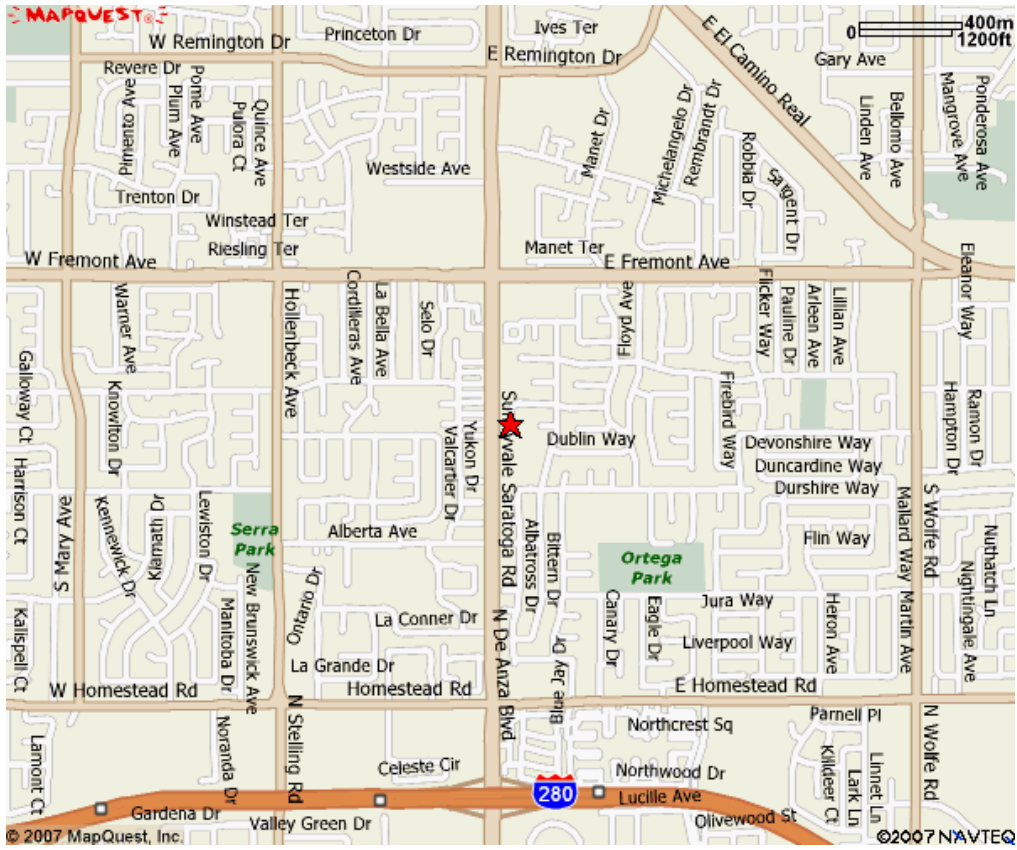 MAPQUEST®
W Remington Dr
Princeton Dr
Ives Ter
E Remington Dr
E El Camino Real
0
400m
1200ft
Gary Ave
Revere Dr
Pimento Ave
Plum Ave
Pome Ave
Pulora Ct
Quince Ave
Westside Ave
Manet Dr
Michelangelo Dr
Rembrandt Dr
Robbia Dr
Sargent Dr
Linden Ave
Bellomo Ave
Mangrove Ave
Ponderosa Ave
Trenton Dr
Winstead Ter
Riesling Ter
Manet Ter
W Fremont Ave
E Fremont Ave
Eleanor Way
Galloway Ct
Warner Ave
Hollenbeck Ave
Cordilleras Ave
La Bella Ave
Selo Dr
Floyd Ave
Flicker Way
Pauline Dr
Arleen Ave
Lillian Ave
Knowlton Dr
Yukon Dr
Valcartier Dr
Firebird Way
Hampton Dr
Ramon Dr
Dublin Way
Devonshire Way
Duncardine Way
Durshire Way
Harrison Ct
S Mary Ave
Kennewick Dr
Klamath Dr
Lewiston Dr
Serra
Park
Alberta Ave
Saratoga Rd
Albatross Dr
Bittern Dr
Ortega
Park
Flin Way
Mallard Way
S Wolfe Rd
Nuthatch Ln
Nightingale Ave
Kalispell Ct
Manitoba Dr
New Brunswick Ave
Ontario Dr
La Conner Dr
La Grande Dr
N De Anza Blvd
Blue Jay Dr
Canary Dr
Eagle Dr
Jura Way
Liverpool Way
Heron Ave
Martin Ave
W Homestead Rd
Homestead Rd
E Homestead Rd
Lamont Ct
Noranda Dr
N Stelling Rd
Celeste Cir
Northcrest Sq
Parnell Pl
Killdeer Ct
Lark Ln
Linnet Ln
N Wolfe Rd
Northwood Dr
280
Lucille Ave
Gardena Dr
Valley Green Dr
Olivewood St
© 2007 MapQuest, Inc.
©2007 NAVTEQ